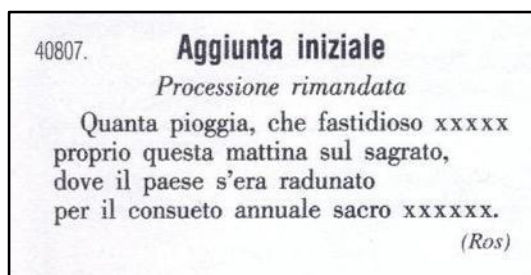 40807. Aggiunta iniziale
Processione rimandata
Quanta pioggia, che fastidioso xxxxx
proprio questa mattina sul sagrato,
dove il paese s'era radunato
per il consueto annuale sacro xxxxxx.
(Ros)